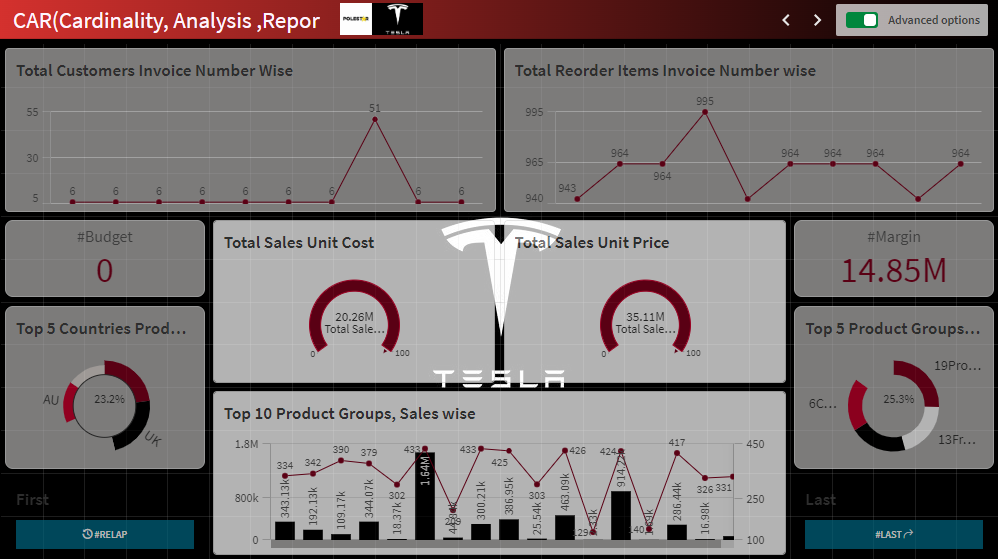 CAR(Cardinality, Analysis ,Repor
POLESTAR
TESLA
Advanced options
Total Customers Invoice Number Wise
55
30
5
6 6 6 6 6 6 6 51 6 6
Total Reorder Items Invoice Number wise
995
965
940
943 964 964 995 964 964 964 964
#Budget
0
Total Sales Unit Cost
20.26M
Total Sale...
0 100
Total Sales Unit Price
35.11M
Total Sale...
0 100
#Margin
14.85M
TESLA
Top 5 Countries Prod...
23.2%
AU
UK
Top 5 Product Groups...
25.3%
19Pro...
6C...
13Fr...
Top 10 Product Groups, Sales wise
1.8M
800k
0
450
250
100
334 342 390 379 302 433 209 433 425 303 426 129 424 140 417 326 331
343.13k 192.13k 109.17k 344.07k 18.37k 1.64M 300.21k 386.95k 25.54k 463.09k 286.44k 16.98k
First
#RELAP
Last
#LAST